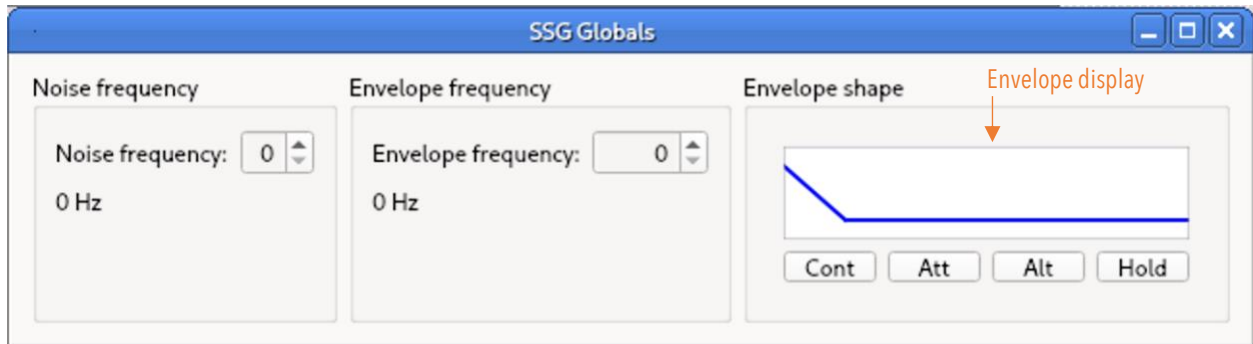 SSG Globals
Noise frequency
Noise frequency: 0
0 Hz
Envelope frequency
Envelope frequency: 0
0 Hz
Envelope shape
Envelope display
Cont Att Alt Hold